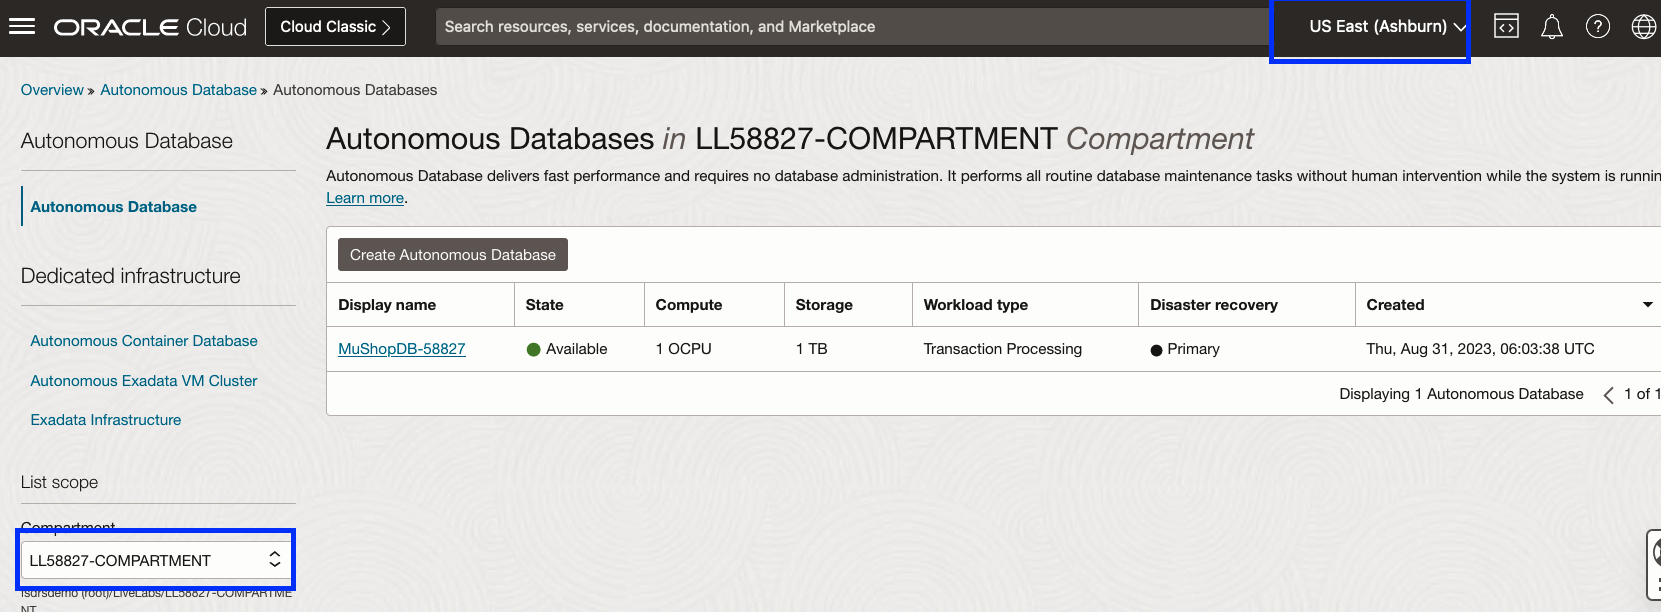 ORACLE Cloud
Cloud Classic
Search resources, services, documentation, and Marketplace
US East (Ashburn)
Overview » Autonomous Database » Autonomous Databases
Autonomous Database
Autonomous Database
Dedicated infrastructure
Autonomous Container Database
Autonomous Exadata VM Cluster
Exadata Infrastructure
List scope
Compartment
LL58827-COMPARTMENT
fsdrsdemo (root)/LiveLabs/LL58827-COMPARTME
NT
Autonomous Databases in LL58827-COMPARTMENT Compartment
Autonomous Database delivers fast performance and requires no database administration. It performs all routine database maintenance tasks without human intervention while the system is runnin
Learn more.
Create Autonomous Database
Display name State Compute Storage Workload type Disaster recovery Created
MuShopDB-58827 Available 1 OCPU 1 TB Transaction Processing Primary Thu, Aug 31, 2023, 06:03:38 UTC
Displaying 1 Autonomous Database 1 of 1